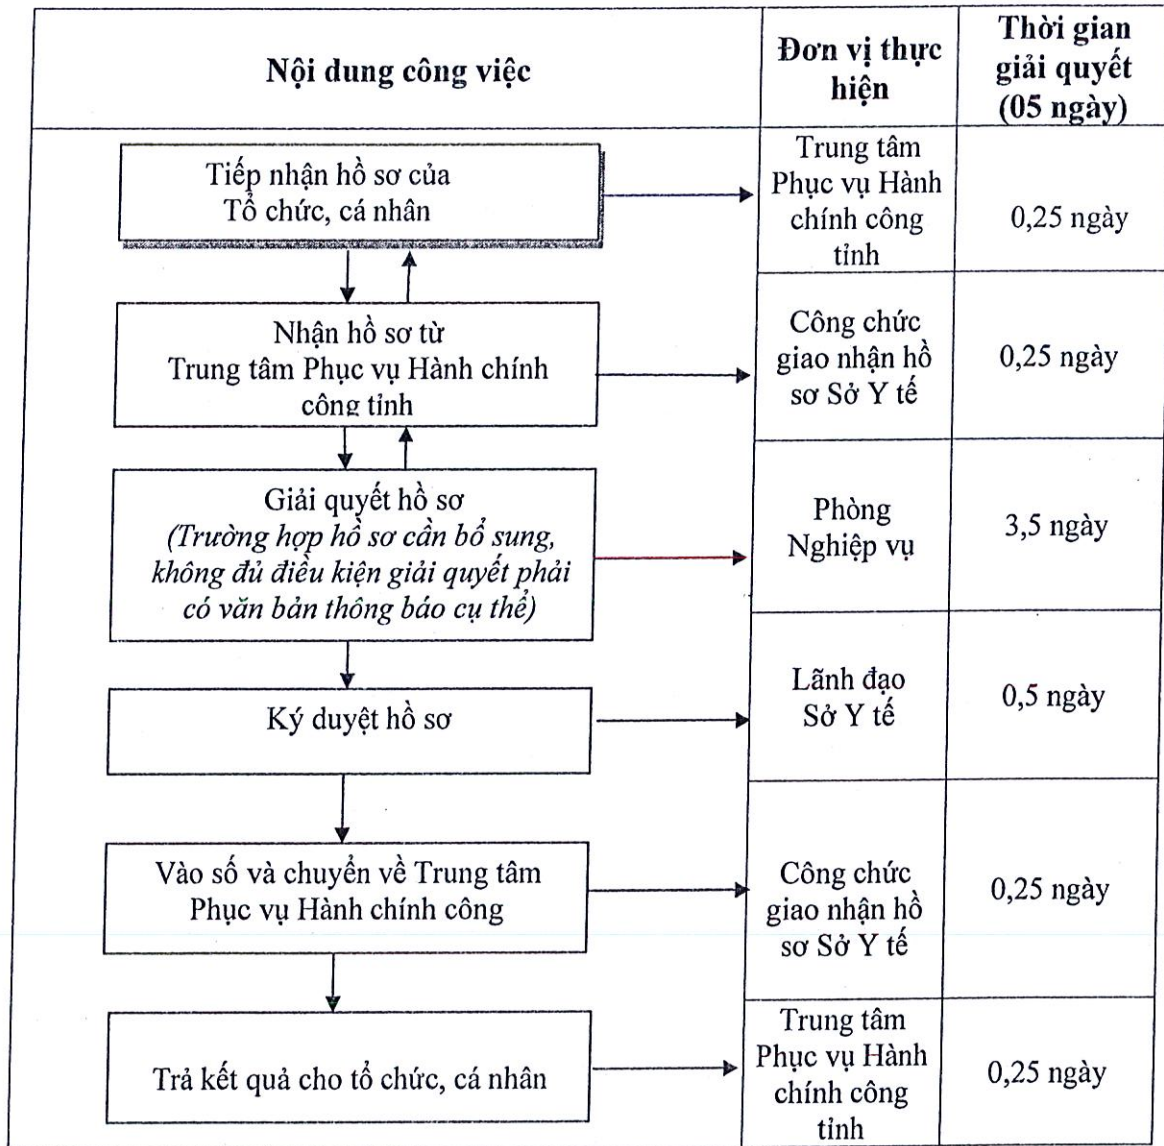 Nội dung công việc
Đơn vị thực
hiện
Thời gian
giải quyết
(05 ngày)
Tiếp nhận hồ sơ của
Tổ chức, cá nhân
Trung tâm
Phục vụ Hành
chính công
tỉnh
0,25 ngày
Nhận hồ sơ từ
Trung tâm Phục vụ Hành chính
công tỉnh
Công chức
giao nhận hồ
sơ Sở Y tế
0,25 ngày
Giải quyết hồ sơ
(Trường hợp hồ sơ cần bổ sung,
không đủ điều kiện giải quyết phải
có văn bản thông báo cụ thể)
Phòng
Nghiệp vụ
3,5 ngày
Ký duyệt hồ sơ
Lãnh đạo
Sở Y tế
0,5 ngày
Vào số và chuyển về Trung tâm
Phục vụ Hành chính công
Công chức
giao nhận hồ
sơ Sở Y tế
0,25 ngày
Trả kết quả cho tổ chức, cá nhân
Trung tâm
Phục vụ Hành
chính công
tỉnh
0,25 ngày